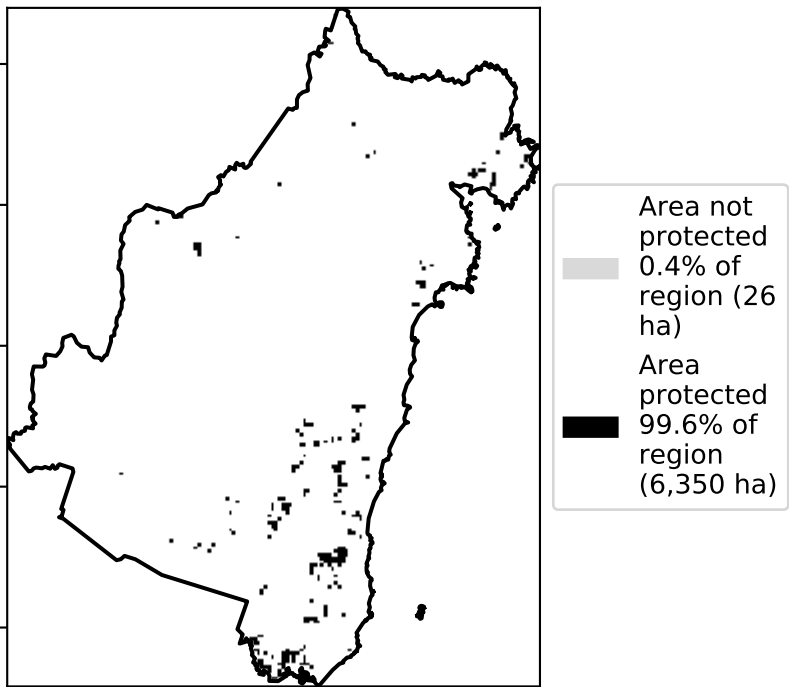 Area not
protected
0.4% of
region (26
ha)
Area
protected
99.6% of
region
(6,350 ha)